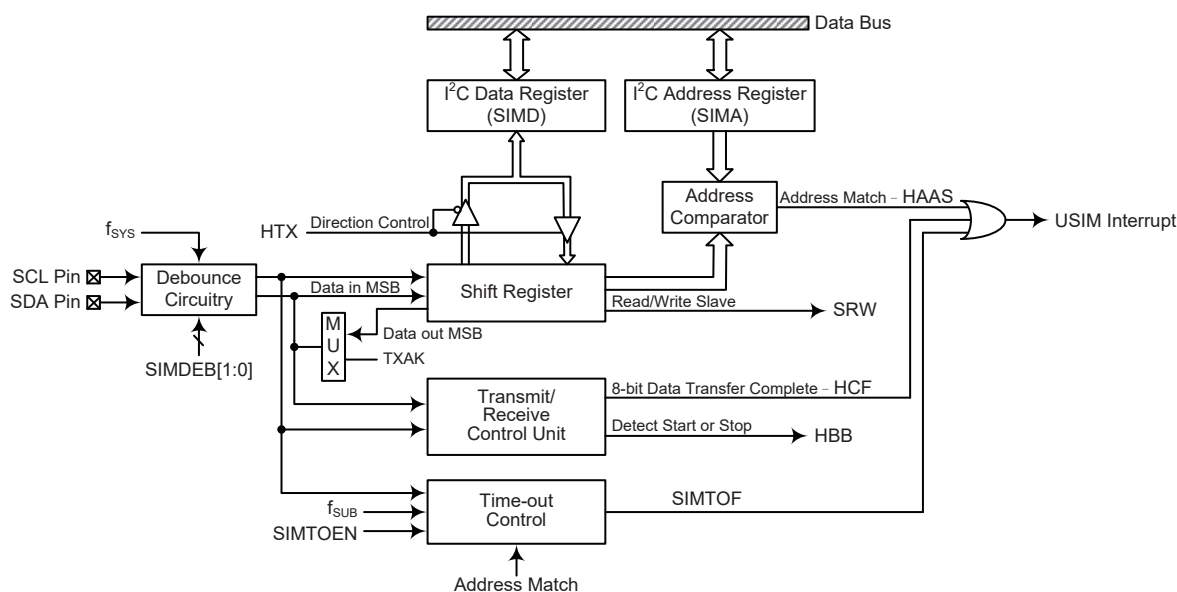 Data Bus
I²C Data Register
(SIMD)
I²C Address Register
(SIMA)
Address
Comparator
Address Match - HAAS
USIM Interrupt
HTX
Direction Control
fSYS
SCL Pin
SDA Pin
Debounce
Circuitry
SIMDEB[1:0]
Data in MSB
Shift Register
Read/Write Slave
SRW
M
U
X
Data out MSB
TXAK
Transmit/
Receive
Control Unit
8-bit Data Transfer Complete - HCF
Detect Start or Stop
HBB
fSUB
SIMTOEN
Time-out
Control
SIMTOF
Address Match